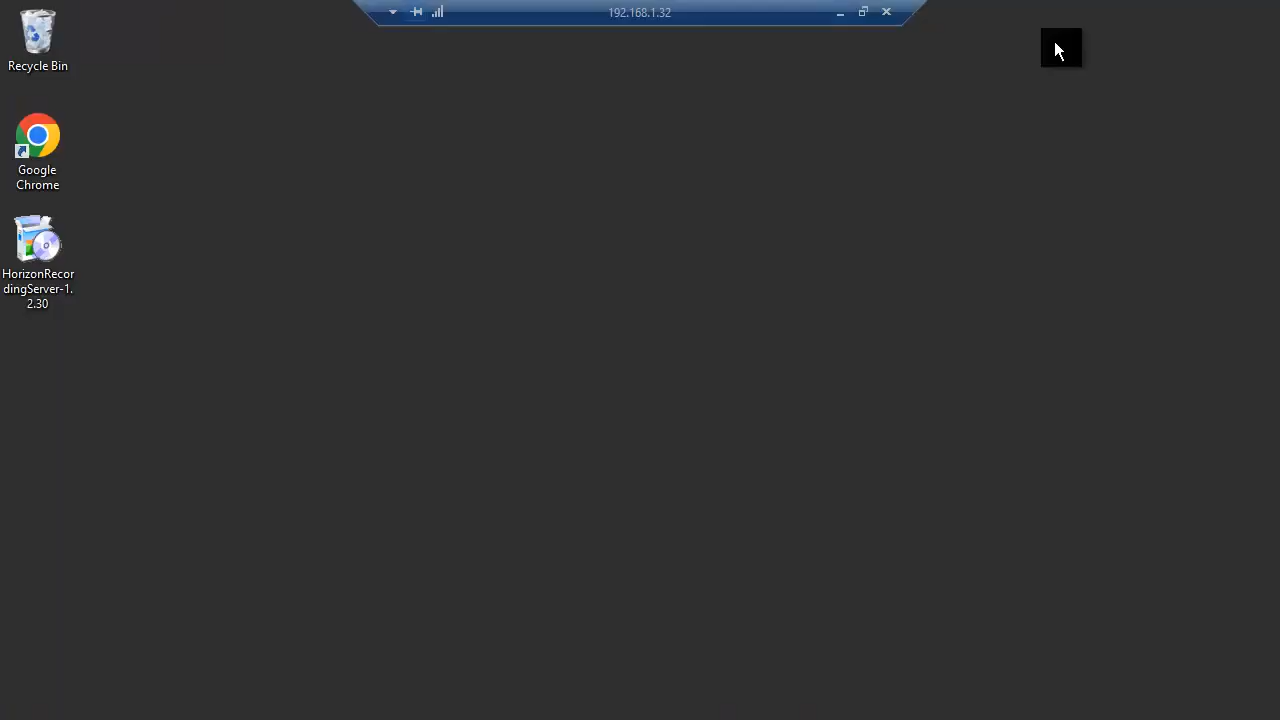 192.168.1.32
Recycle Bin
Google
Chrome
HorizonRecor
dingServer-1.
2.30